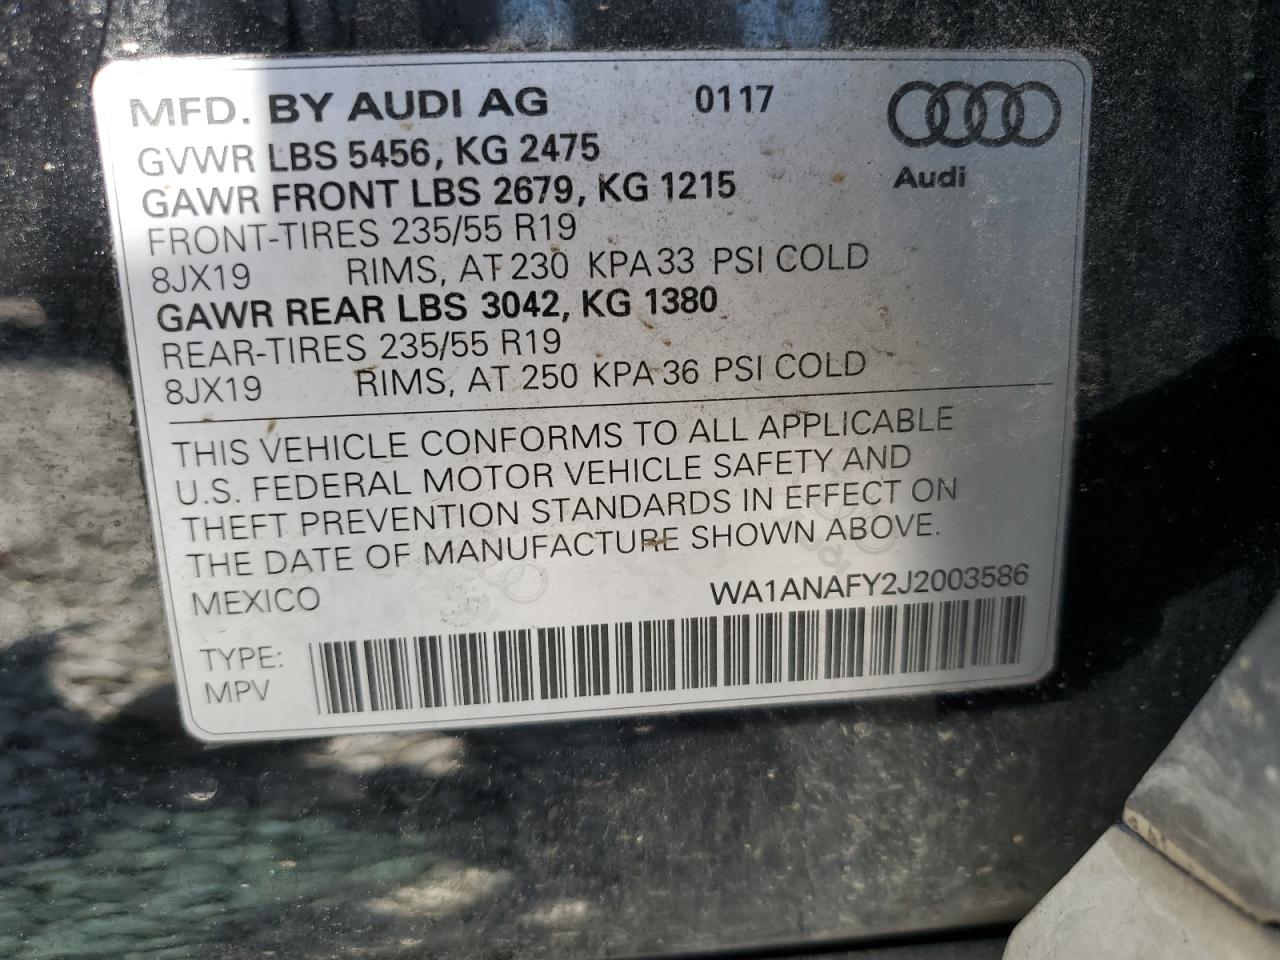 MFD. BY AUDI AG 0117
Audi
GVWR LBS 5456, KG 2475
GAWR FRONT LBS 2679, KG 1215
FRONT-TIRES 235/55 R19
8JX19 RIMS, AT 230 KPA 33 PSI COLD
GAWR REAR LBS 3042, KG 1380
REAR-TIRES 235/55 R19
8JX19 RIMS, AT 250 KPA 36 PSI COLD
THIS VEHICLE CONFORMS TO ALL APPLICABLE
U.S. FEDERAL MOTOR VEHICLE SAFETY AND
THEFT PREVENTION STANDARDS IN EFFECT ON
THE DATE OF MANUFACTURE SHOWN ABOVE.
MEXICO WA1ANAFY2J2003586
TYPE:
MPV